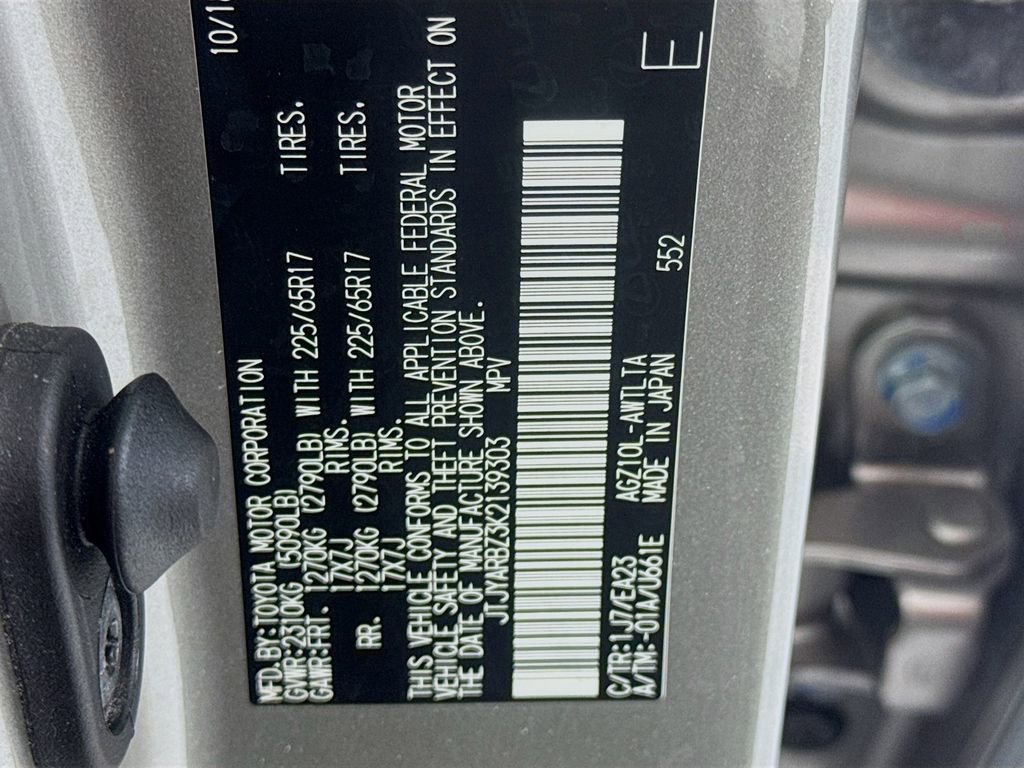 MFD.BY:TOYOTA MOTOR CORPORATION 10/18
GVWR:2310KG (5090LB)
GAWR:FRT. 1270KG (2790LB) WITH 225/65R17 TIRES.
17X7J RIMS.
RR. 1270KG (2790LB) WITH 225/65R17 TIRES.
17X7J RIMS.
THIS VEHICLE CONFORMS TO ALL APPLICABLE FEDERAL MOTOR
VEHICLE SAFETY AND THEFT PREVENTION STANDARDS IN EFFECT ON
THE DATE OF MANUFACTURE SHOWN ABOVE.
JTJYARBZ3K2139303 MPV
C/TR:1J7/EA23 AGZ10L-AWTLTA
A/TM:-01A/U661E MADE IN JAPAN 552 E